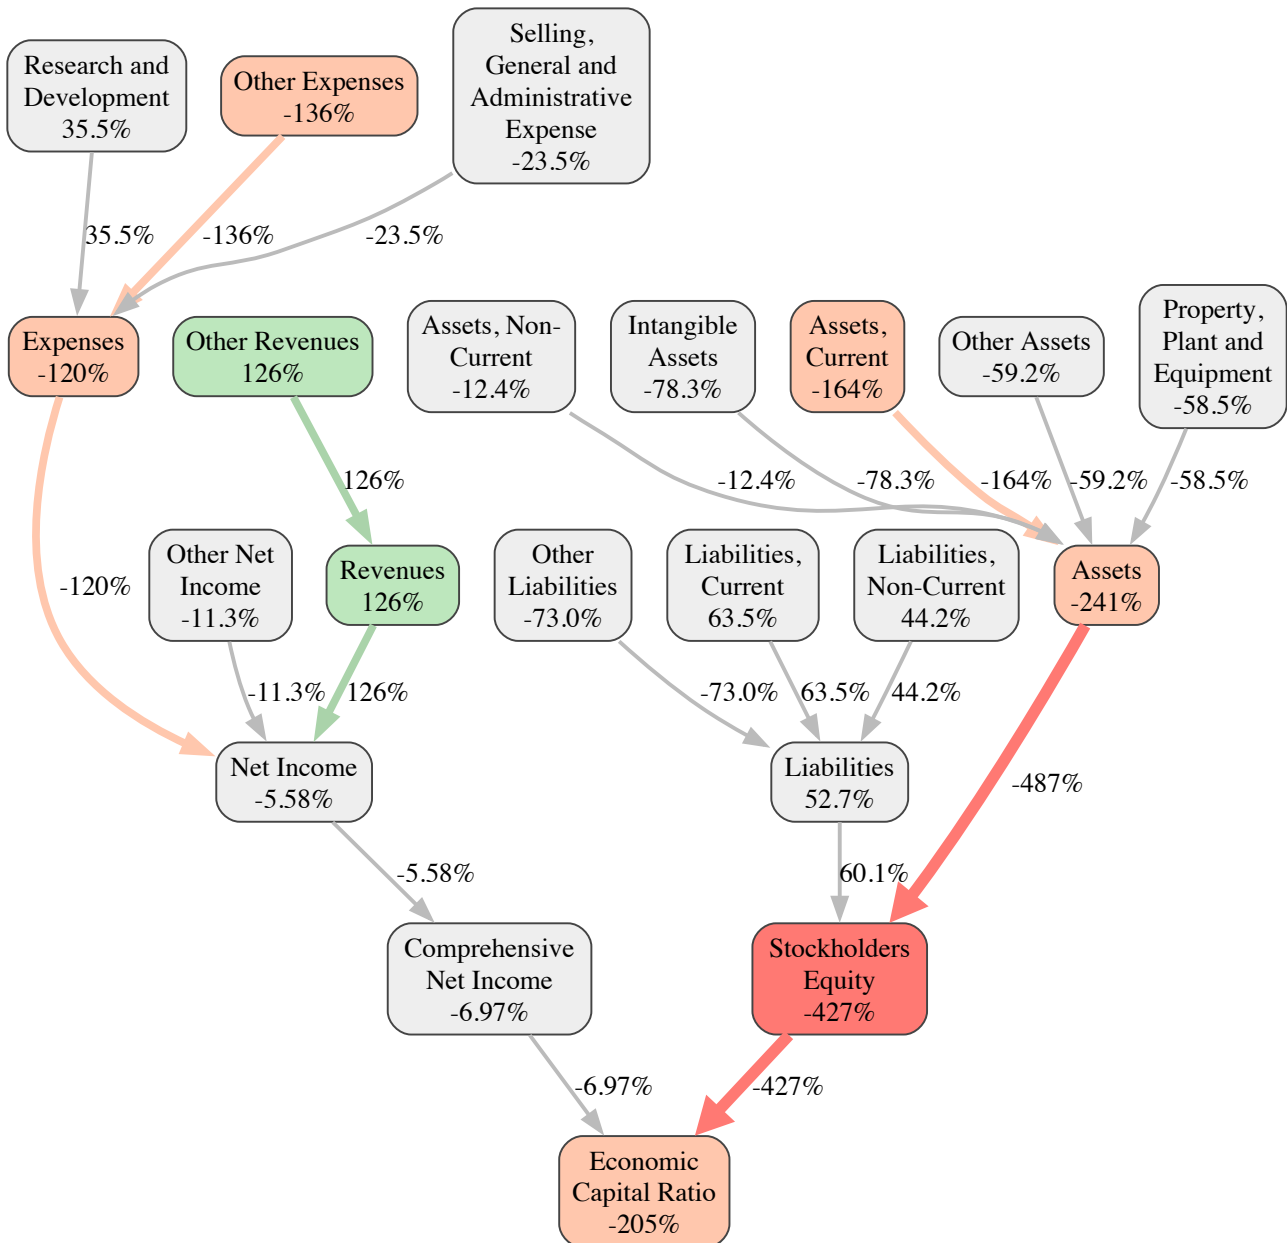 Research and
Development
35.5%
Other Expenses
-136%
Selling,
General and
Administrative
Expense
-23.5%
35.5%
-136%
-23.5%
Expenses
-120%
Other Revenues
126%
Assets, Non-
Current
-12.4%
Intangible
Assets
-78.3%
Assets,
Current
-164%
Other Assets
-59.2%
Property,
Plant and
Equipment
-58.5%
126%
-12.4%
-78.3%
-164%
-59.2%
-58.5%
-120%
Other Net
Income
-11.3%
Revenues
126%
Other
Liabilities
-73.0%
Liabilities,
Current
63.5%
Liabilities,
Non-Current
44.2%
Assets
-241%
-11.3%
126%
-73.0%
63.5%
44.2%
Net Income
-5.58%
Liabilities
52.7%
-487%
-5.58%
60.1%
Comprehensive
Net Income
-6.97%
Stockholders
Equity
-427%
-6.97%
-427%
Economic
Capital Ratio
-205%